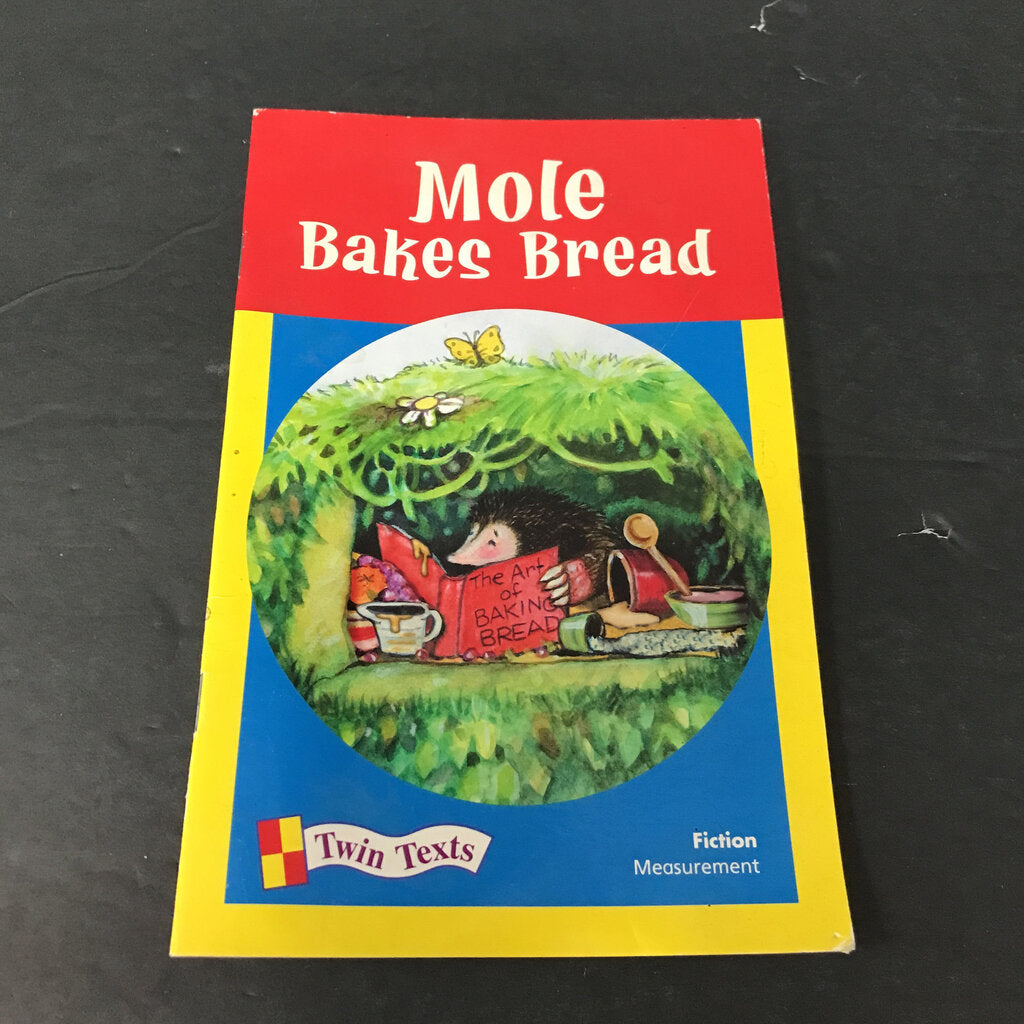 Mole
Bakes Bread
The Art
of
BAKING
BREAD
Twin Texts
Fiction
Measurement